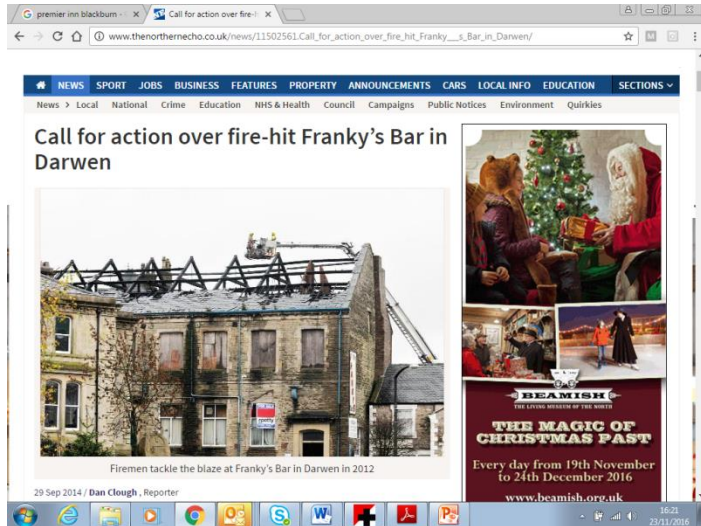 premier inn blackburn -
Call for action over fire-h
www.thenorthernecho.co.uk/news/11502561.Call_for_action_over_fire_hit_Franky__s_Bar_in_Darwen/
NEWS SPORT JOBS BUSINESS FEATURES PROPERTY ANNOUNCEMENTS CARS LOCAL INFO EDUCATION SECTIONS
News > Local National Crime Education NHS & Health Council Campaigns Public Notices Environment Quirkies
Call for action over fire-hit Franky's Bar in
Darwen
Firemen tackle the blaze at Franky's Bar in Darwen in 2012
29 Sep 2014 / Dan Clough , Reporter
BEAMISH
THE LIVING MUSEUM OF THE NORTH
THE MAGIC OF
CHRISTMAS PAST
Every day from 19th November
to 24th December 2016
www.beamish.org.uk
16:21
23/11/2016